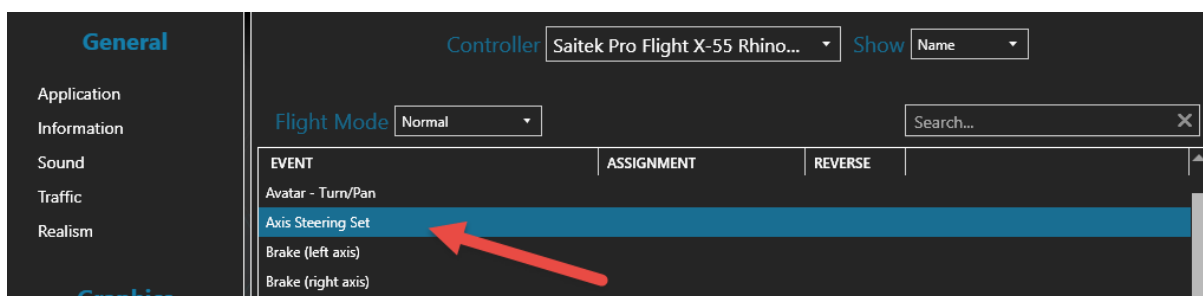 General
Controller Saitek Pro Flight X-55 Rhino... Show Name
Application
Information
Flight Mode Normal Search...
Sound
EVENT ASSIGNMENT REVERSE
Traffic
Avatar - Turn/Pan
Axis Steering Set
Realism
Brake (left axis)
Brake (right axis)
Graphics